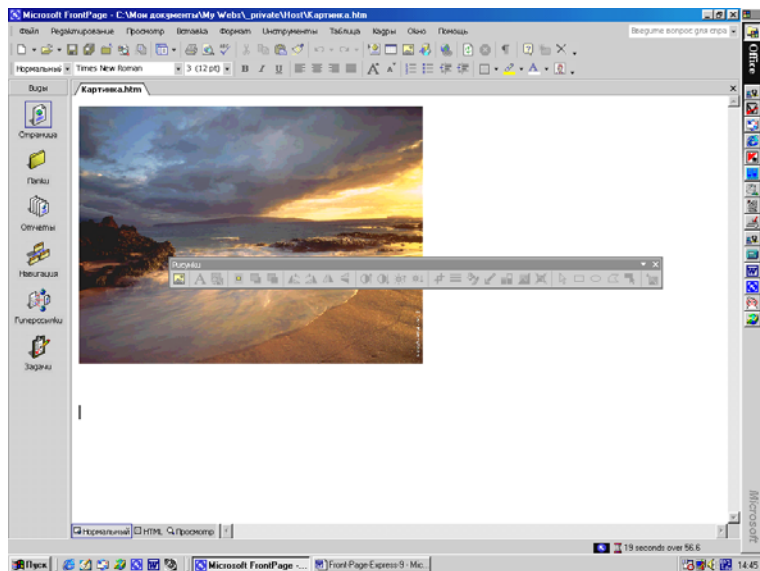 Microsoft FrontPage - C:\Мои документы\My Webs\_private\Host\Картинка.htm
Файл Редактирование Просмотр Вставка Формат Инструменты Таблица Кадры Окно Помощь
Введите вопрос для спра
Нормальный Times New Roman 3 (12 pt)
Виды
Картинка.htm
Office
Страница
Папки
Отчеты
Рисунки
Навигация
Гиперссылки
Задачи
Microsoft
Нормальный HTML Просмотр
19 seconds over 56.6
Пуск Microsoft FrontPage -... Front-Page-Express-9 - Mic... 14:45